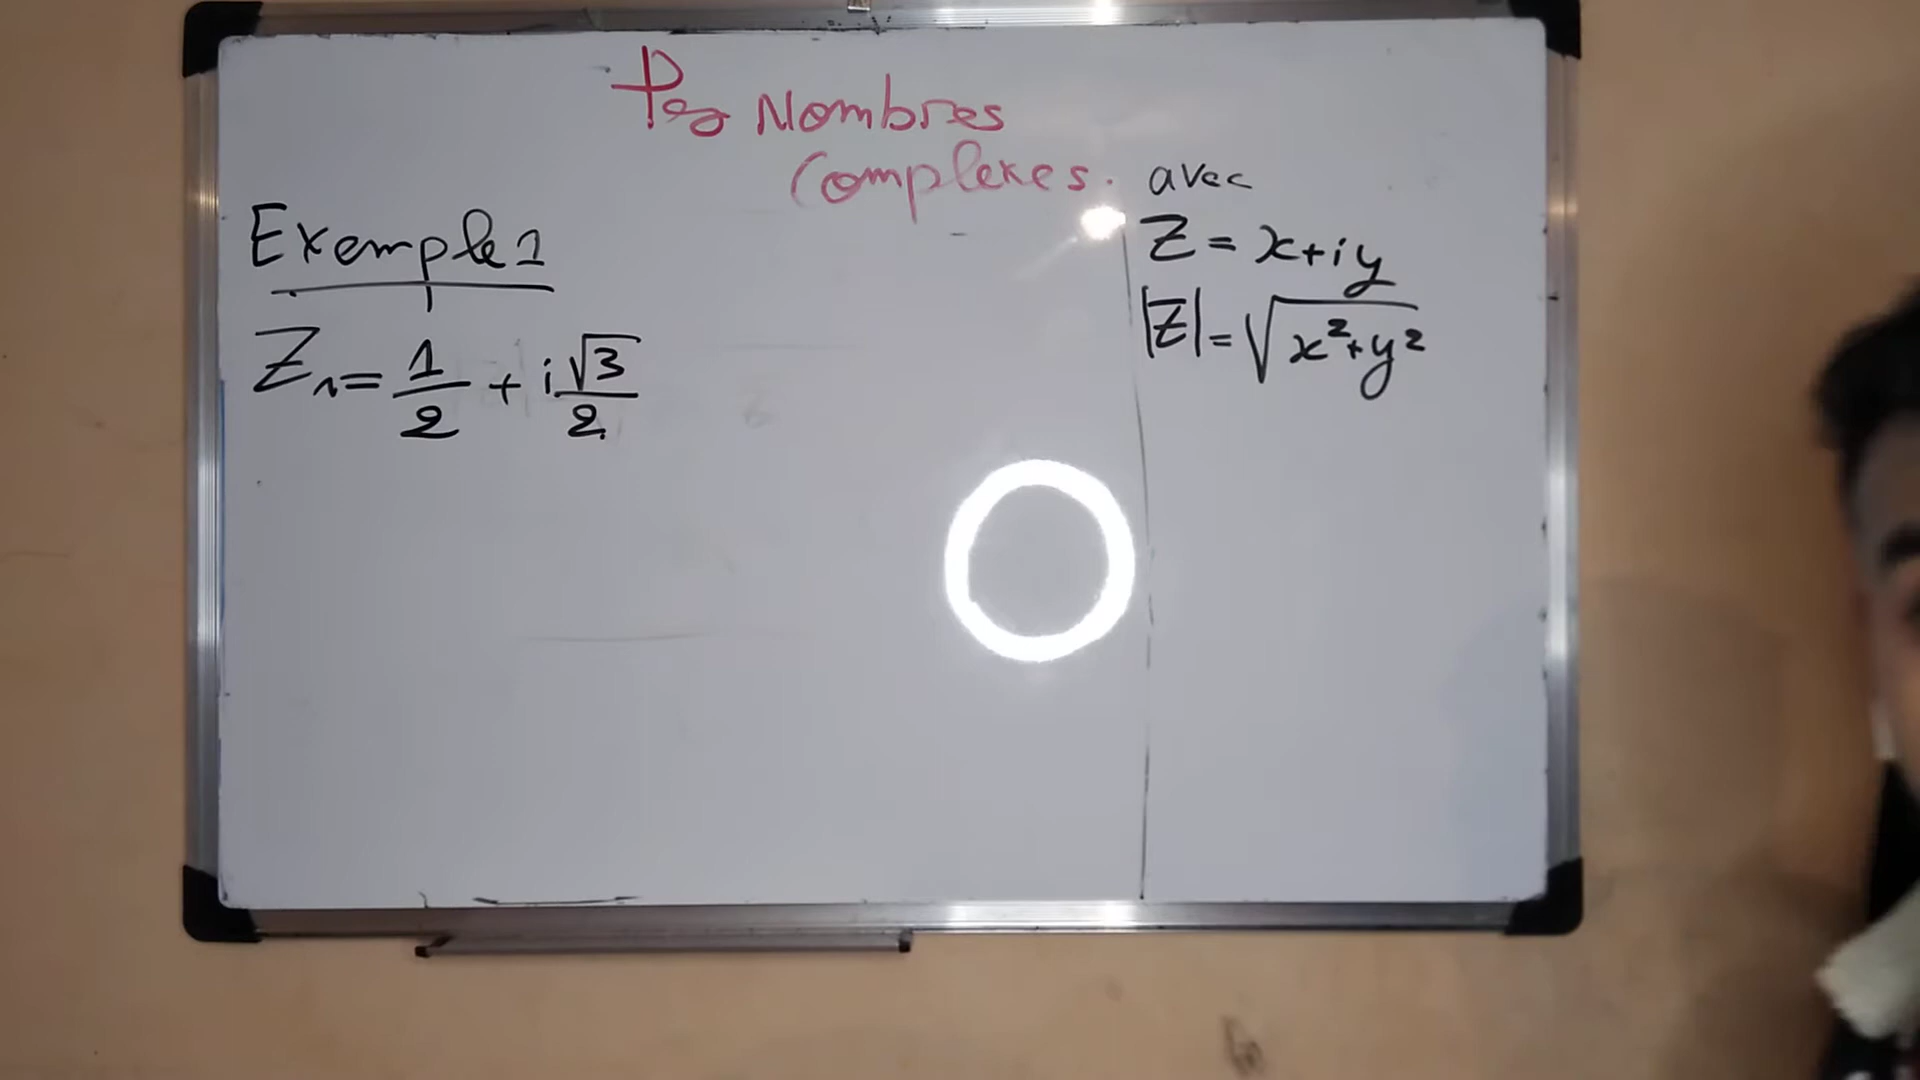 Les Nombres
Complexes.
Exemple 1
Z₁ = 1/2 + i √3/2
avec
Z = x + iy
|Z| = √(x² + y²)